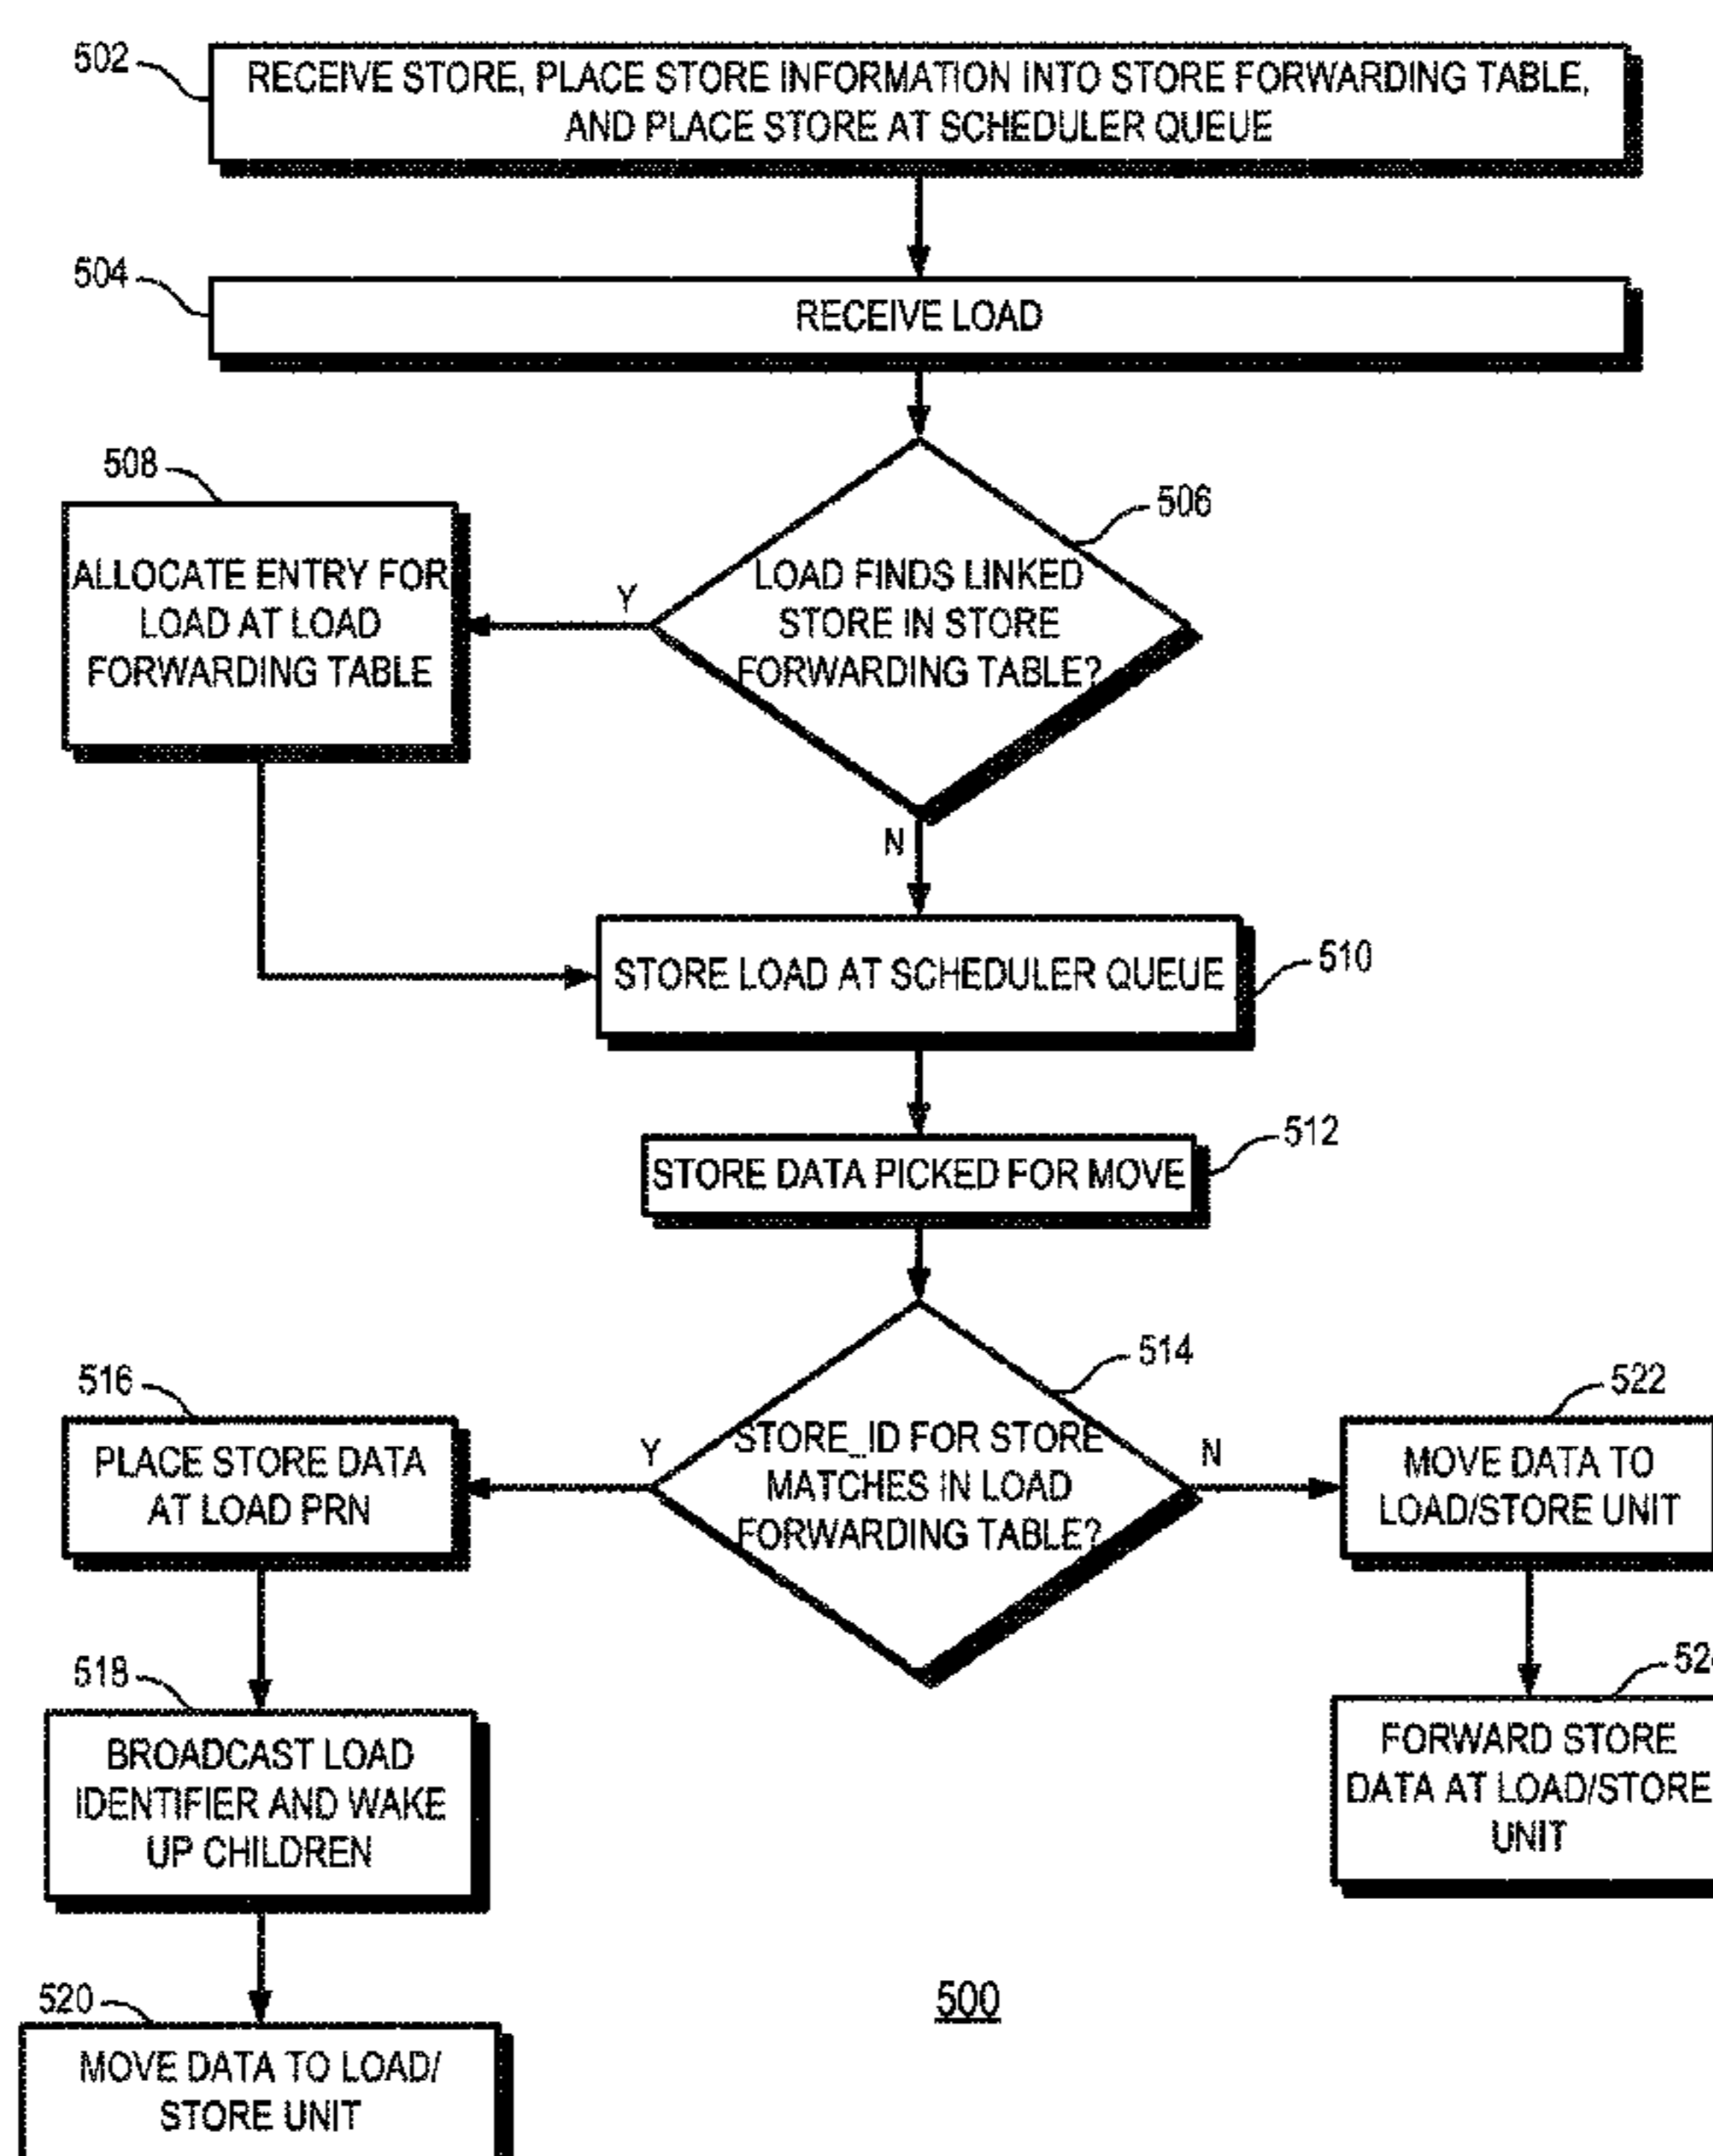 502
RECEIVE STORE, PLACE STORE INFORMATION INTO STORE FORWARDING TABLE,
AND PLACE STORE AT SCHEDULER QUEUE
504
RECEIVE LOAD
508
ALLOCATE ENTRY FOR
LOAD AT LOAD
FORWARDING TABLE
506
LOAD FINDS LINKED
STORE IN STORE
FORWARDING TABLE?
Y
N
STORE LOAD AT SCHEDULER QUEUE
510
STORE DATA PICKED FOR MOVE
512
514
STORE_ID FOR STORE
MATCHES IN LOAD
FORWARDING TABLE?
Y
N
516
PLACE STORE DATA
AT LOAD PRN
522
MOVE DATA TO
LOAD/STORE UNIT
518
BROADCAST LOAD
IDENTIFIER AND WAKE
UP CHILDREN
FORWARD STORE
DATA AT LOAD/STORE
UNIT
520
MOVE DATA TO LOAD/
STORE UNIT
500